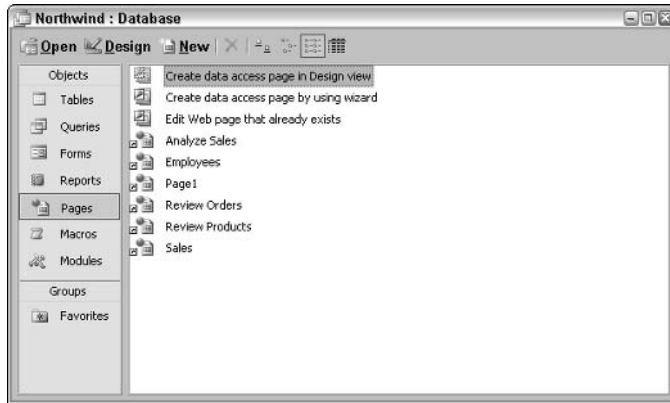 Northwind : Database
Open Design New
Objects
Tables
Queries
Forms
Reports
Pages
Macros
Modules
Groups
Favorites
Create data access page in Design view
Create data access page by using wizard
Edit Web page that already exists
Analyze Sales
Employees
Page1
Review Orders
Review Products
Sales